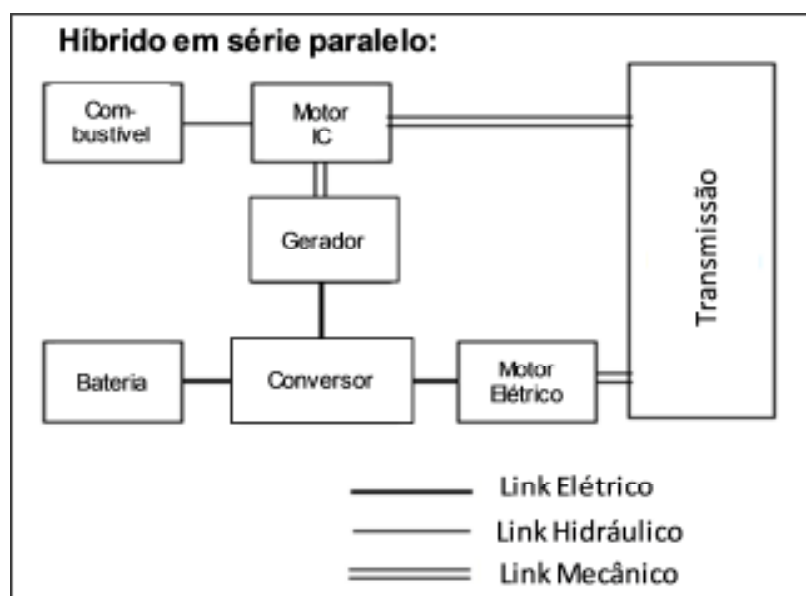 Híbrido em série paralelo:
Com-
bustível
Motor
IC
Transmissão
Gerador
Bateria
Conversor
Motor
Elétrico
Link Elétrico
Link Hidráulico
Link Mecânico